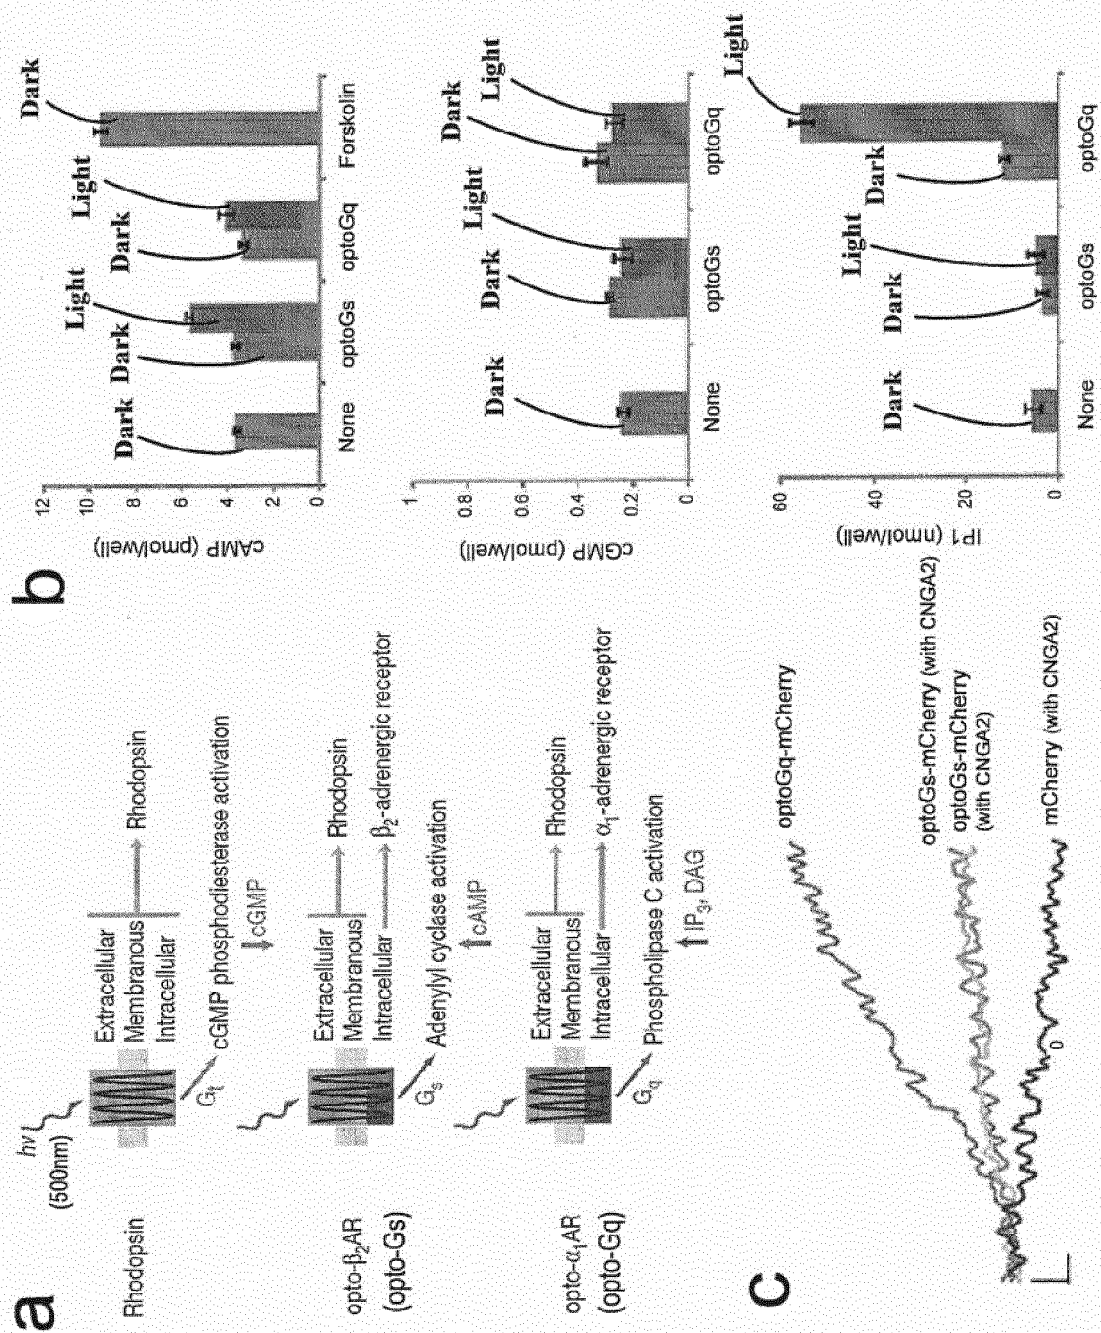 a
hν
(500nm)
Rhodopsin
Extracellular
Membranous
Intracellular
Rhodopsin
Gt
cGMP phosphodiesterase activation
cGMP
opto-β2AR
(opto-Gs)
Extracellular
Membranous
Intracellular
Rhodopsin
β2-adrenergic receptor
Gs
Adenylyl cyclase activation
cAMP
opto-α1AR
(opto-Gq)
Extracellular
Membranous
Intracellular
Rhodopsin
α1-adrenergic receptor
Gq
Phospholipase C activation
IP3, DAG
b
cAMP (pmol/well)
12
10
8
6
4
2
0
Dark
Dark
Light
Dark
Light
Dark
None
optoGs
optoGq
Forskolin
cGMP (pmol/well)
1
0.8
0.6
0.4
0.2
0
Dark
Dark
Light
Dark
Light
None
optoGs
optoGq
IP1 (nmol/well)
60
40
20
0
Dark
Dark
Light
Dark
Light
None
optoGs
optoGq
c
optoGq-mCherry
optoGs-mCherry (with CNGA2)
optoGs-mCherry
(with CNGA2)
mCherry (with CNGA2)
0